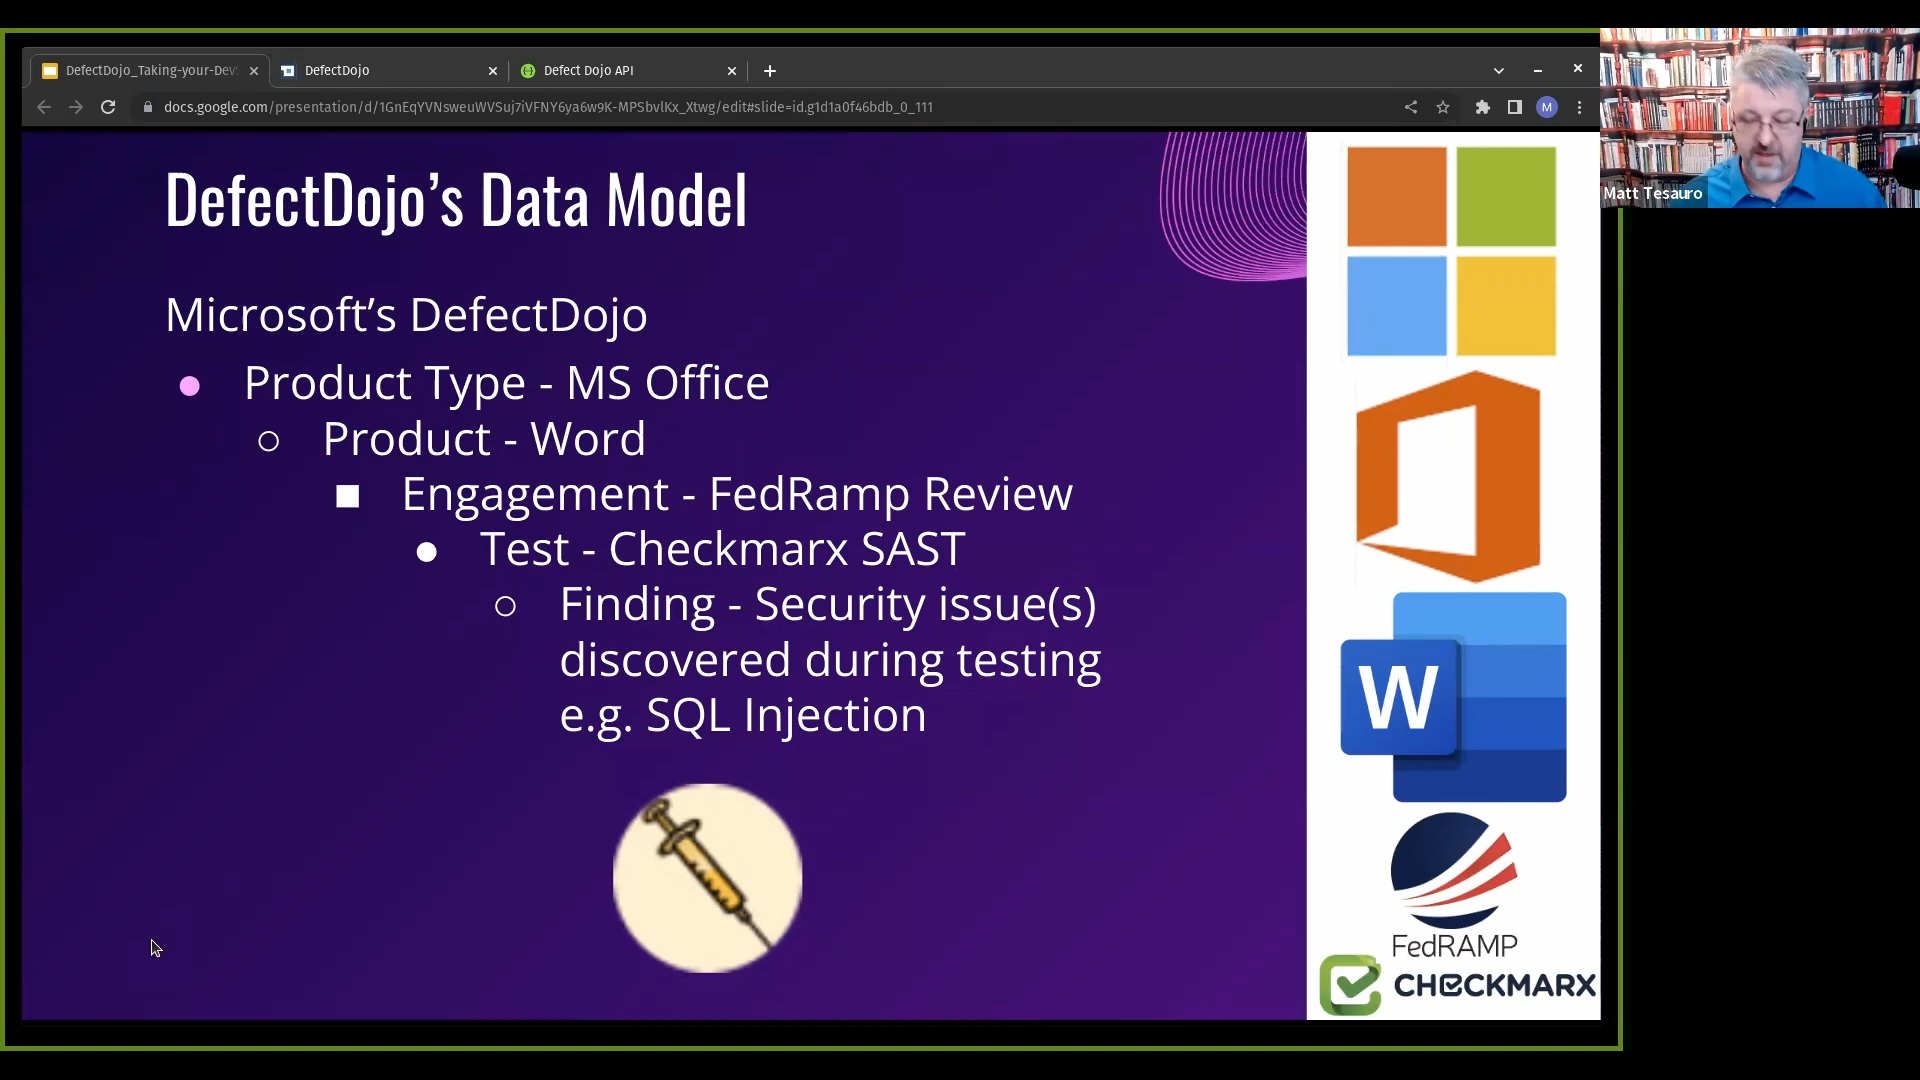 DefectDojo_Taking-your-Dev
DefectDojo
Defect Dojo API
docs.google.com/presentation/d/1GnEqYVNsweuWVSuj7iVFNY6ya6w9K-MPSbvlKx_Xtwg/edit#slide=id.g1d1a0f46bdb_0_111
M
Matt Tesauro
DefectDojo’s Data Model
Microsoft’s DefectDojo
Product Type - MS Office
Product - Word
Engagement - FedRamp Review
Test - Checkmarx SAST
Finding - Security issue(s)
discovered during testing
e.g. SQL Injection
W
FedRAMP
CHECKMARX